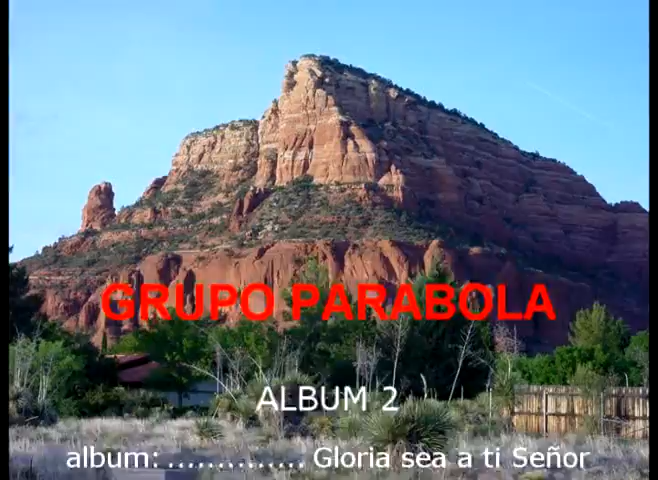 GRUPO PARABOLA
ALBUM 2
album: .............. Gloria sea a ti Señor